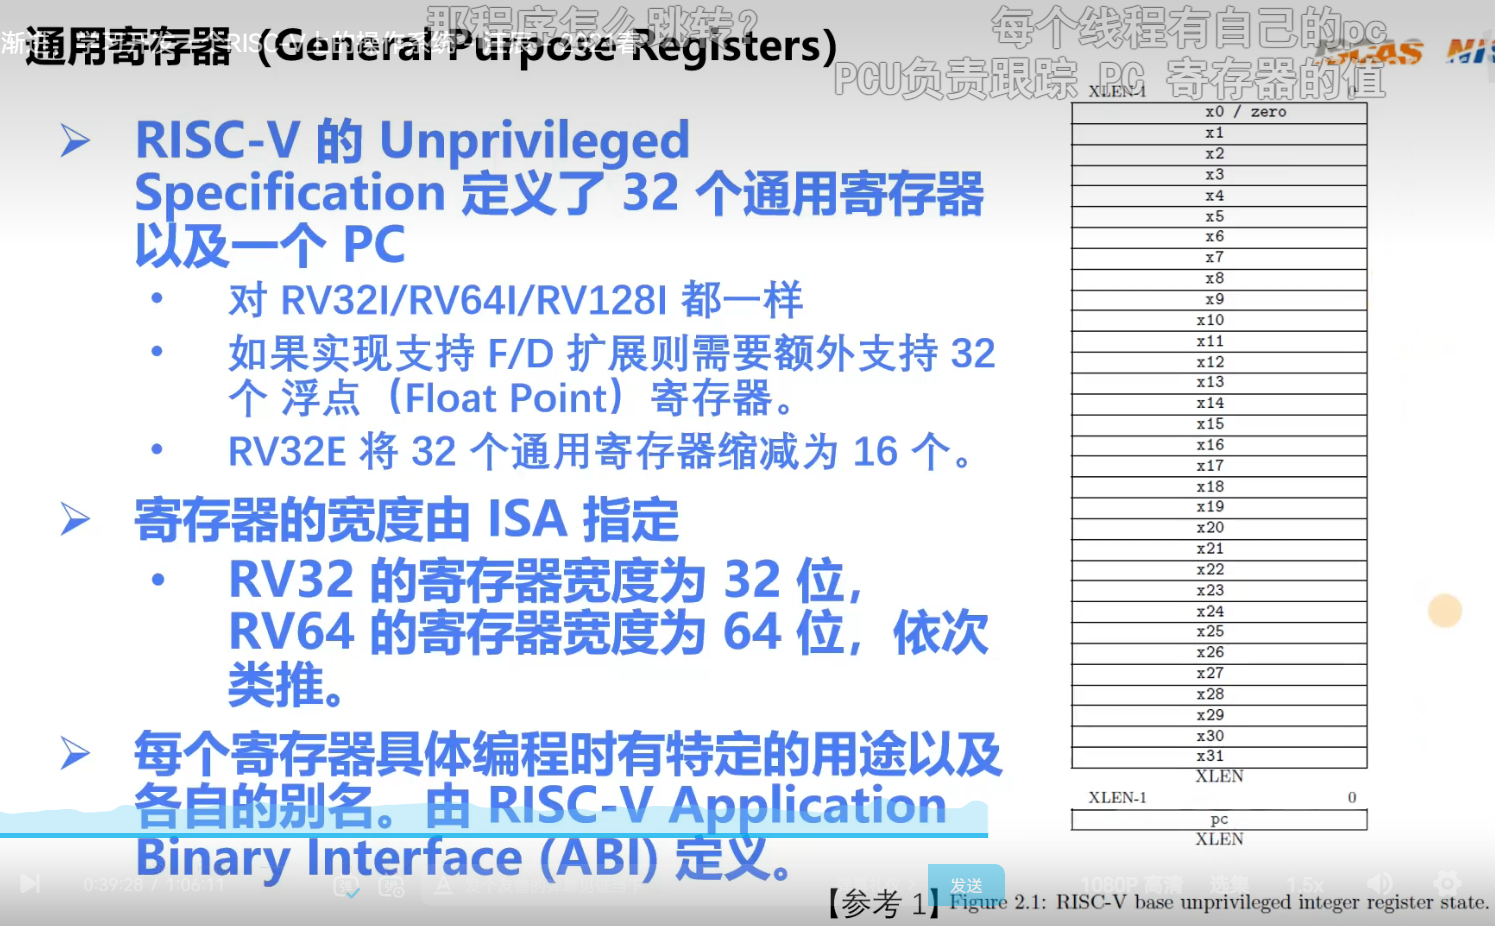 那程序怎么跳转?
每个线程有自己的pc
通用寄存器（General Purpose Registers）
PCU负责跟踪 PC 寄存器的值
RISC-V 的 Unprivileged
Specification 定义了 32 个通用寄存器
以及一个 PC
• 对 RV32I/RV64I/RV128I 都一样
• 如果实现支持 F/D 扩展则需要额外支持 32
个 浮点（Float Point）寄存器。
• RV32E 将 32 个通用寄存器缩减为 16 个。
寄存器的宽度由 ISA 指定
• RV32 的寄存器宽度为 32 位，
RV64 的寄存器宽度为 64 位，依次
类推。
每个寄存器具体编程时有特定的用途以及
各自的别名。由 RISC-V Application
Binary Interface (ABI) 定义。
XLEN-1 0
x0 / zero
x1
x2
x3
x4
x5
x6
x7
x8
x9
x10
x11
x12
x13
x14
x15
x16
x17
x18
x19
x20
x21
x22
x23
x24
x25
x26
x27
x28
x29
x30
x31
XLEN
XLEN-1 0
pc
XLEN
0:39:28 / 1:06:11
发送
1080P 高清 选集 1.5x
【参考 1】Figure 2.1: RISC-V base unprivileged integer register state.